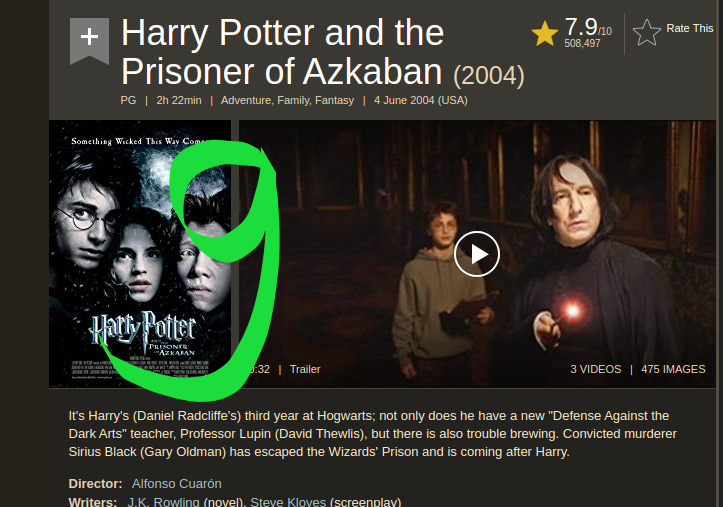 Harry Potter and the
Prisoner of Azkaban (2004)
7.9/10
508,497
Rate This
PG | 2h 22min | Adventure, Family, Fantasy | 4 June 2004 (USA)
Something Wicked This Way
Harry Potter
AND THE
PRISONER
OF AZKABAN
:32 | Trailer
3 VIDEOS | 475 IMAGES
It's Harry's (Daniel Radcliffe's) third year at Hogwarts; not only does he have a new "Defense Against the
Dark Arts" teacher, Professor Lupin (David Thewlis), but there is also trouble brewing. Convicted murderer
Sirius Black (Gary Oldman) has escaped the Wizards' Prison and is coming after Harry.
Director: Alfonso Cuarón
Writers: J.K. Rowling (novel), Steve Kloves (screenplay)